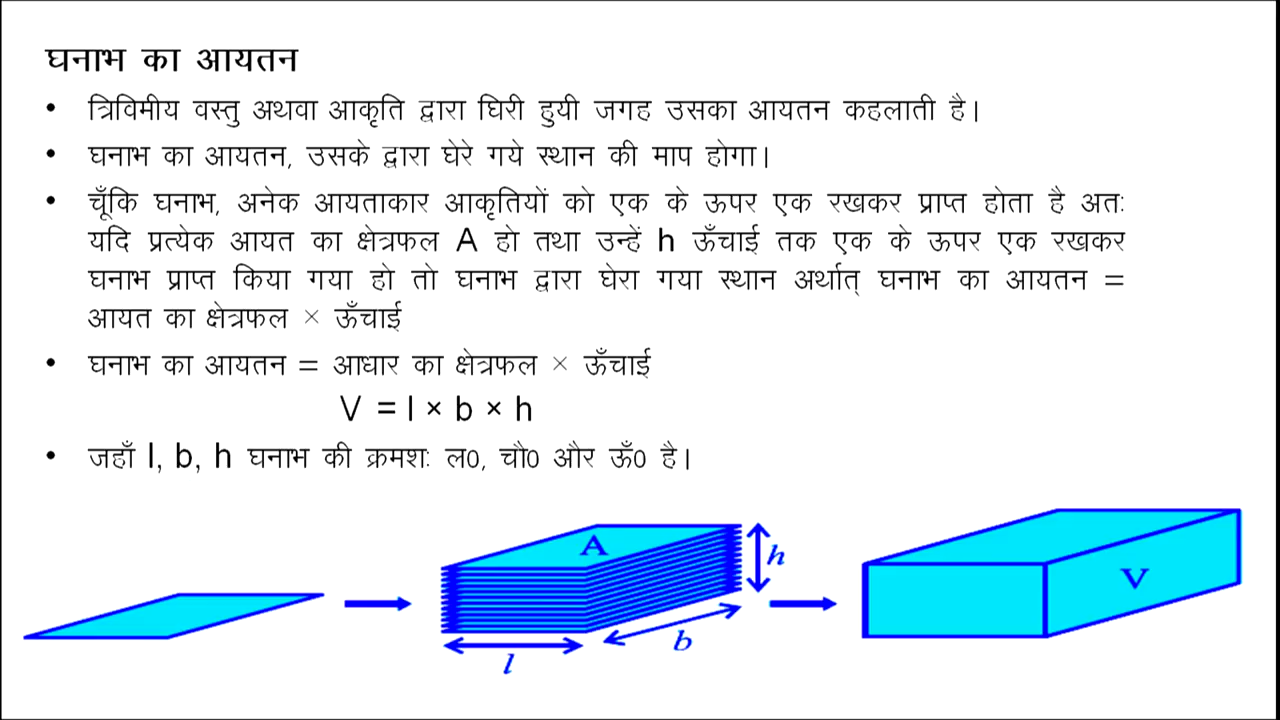 घनाभ का आयतन
• त्रिविमीय वस्तु अथवा आकृति द्वारा घिरी हुयी जगह उसका आयतन कहलाती है।
• घनाभ का आयतन, उसके द्वारा घेरे गये स्थान की माप होगा।
• चूँकि घनाभ, अनेक आयताकार आकृतियों को एक के ऊपर एक रखकर प्राप्त होता है अतः
यदि प्रत्येक आयत का क्षेत्रफल A हो तथा उन्हें h ऊँचाई तक एक के ऊपर एक रखकर
घनाभ प्राप्त किया गया हो तो घनाभ द्वारा घेरा गया स्थान अर्थात् घनाभ का आयतन =
आयत का क्षेत्रफल × ऊँचाई
• घनाभ का आयतन = आधार का क्षेत्रफल × ऊँचाई
V = l × b × h
• जहाँ l, b, h घनाभ की क्रमशः ल0, चौ0 और ऊँ0 है।
A
h
V
b
l